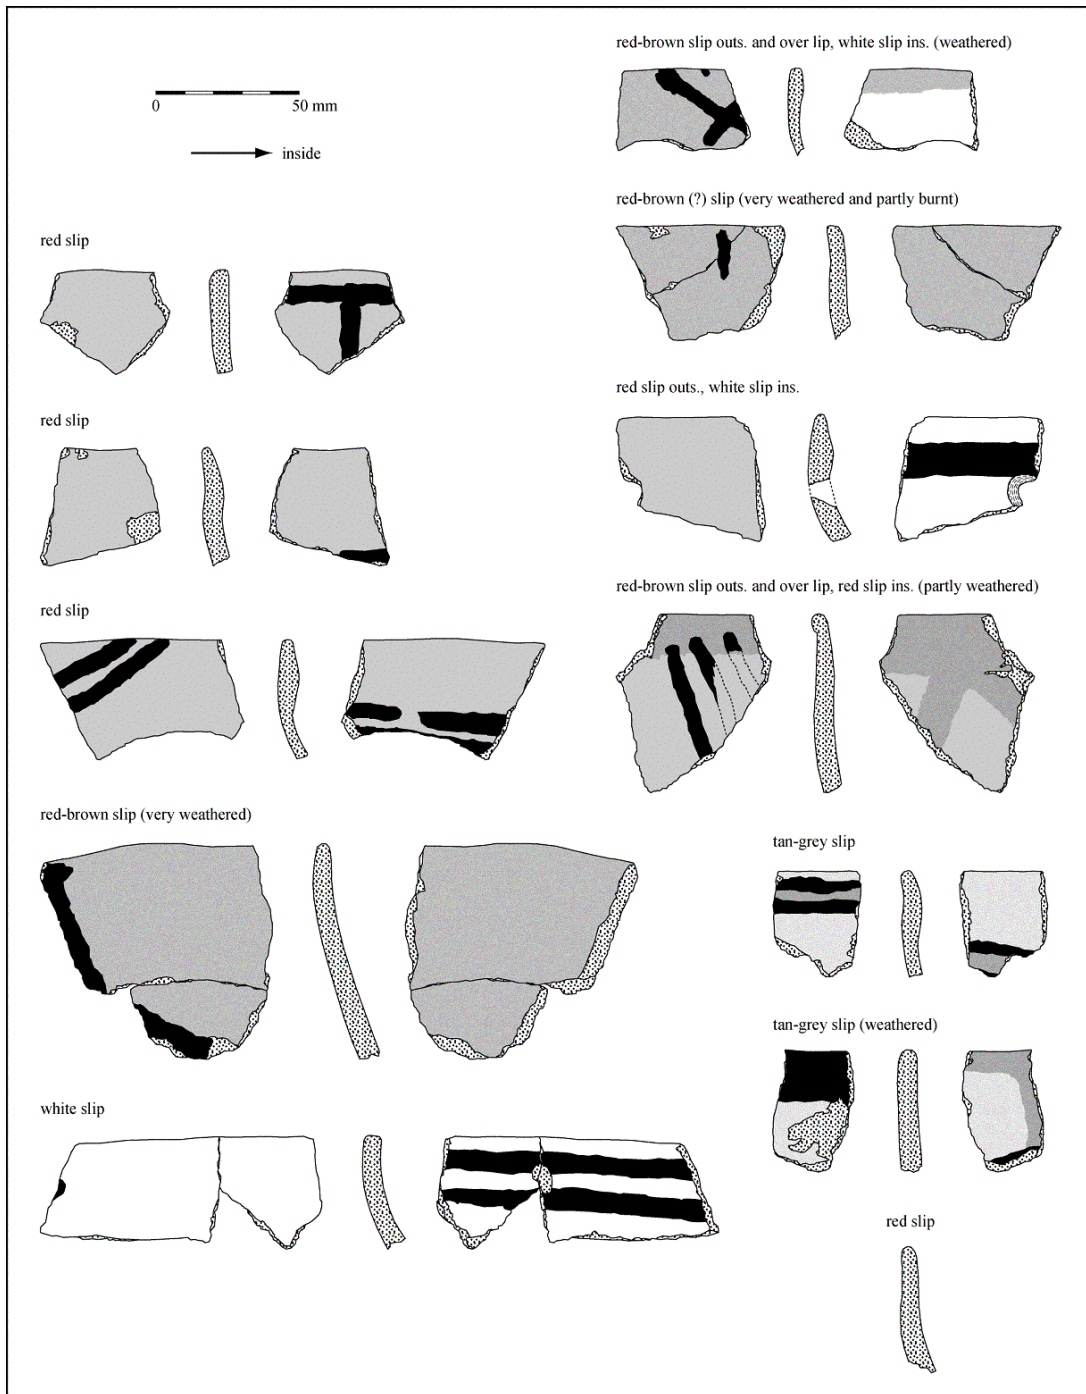 0 50 mm
inside
red slip
red slip
red slip
red-brown slip (very weathered)
white slip
red-brown slip outs. and over lip, white slip ins. (weathered)
red-brown (?) slip (very weathered and partly burnt)
red slip outs., white slip ins.
red-brown slip outs. and over lip, red slip ins. (partly weathered)
tan-grey slip
tan-grey slip (weathered)
red slip